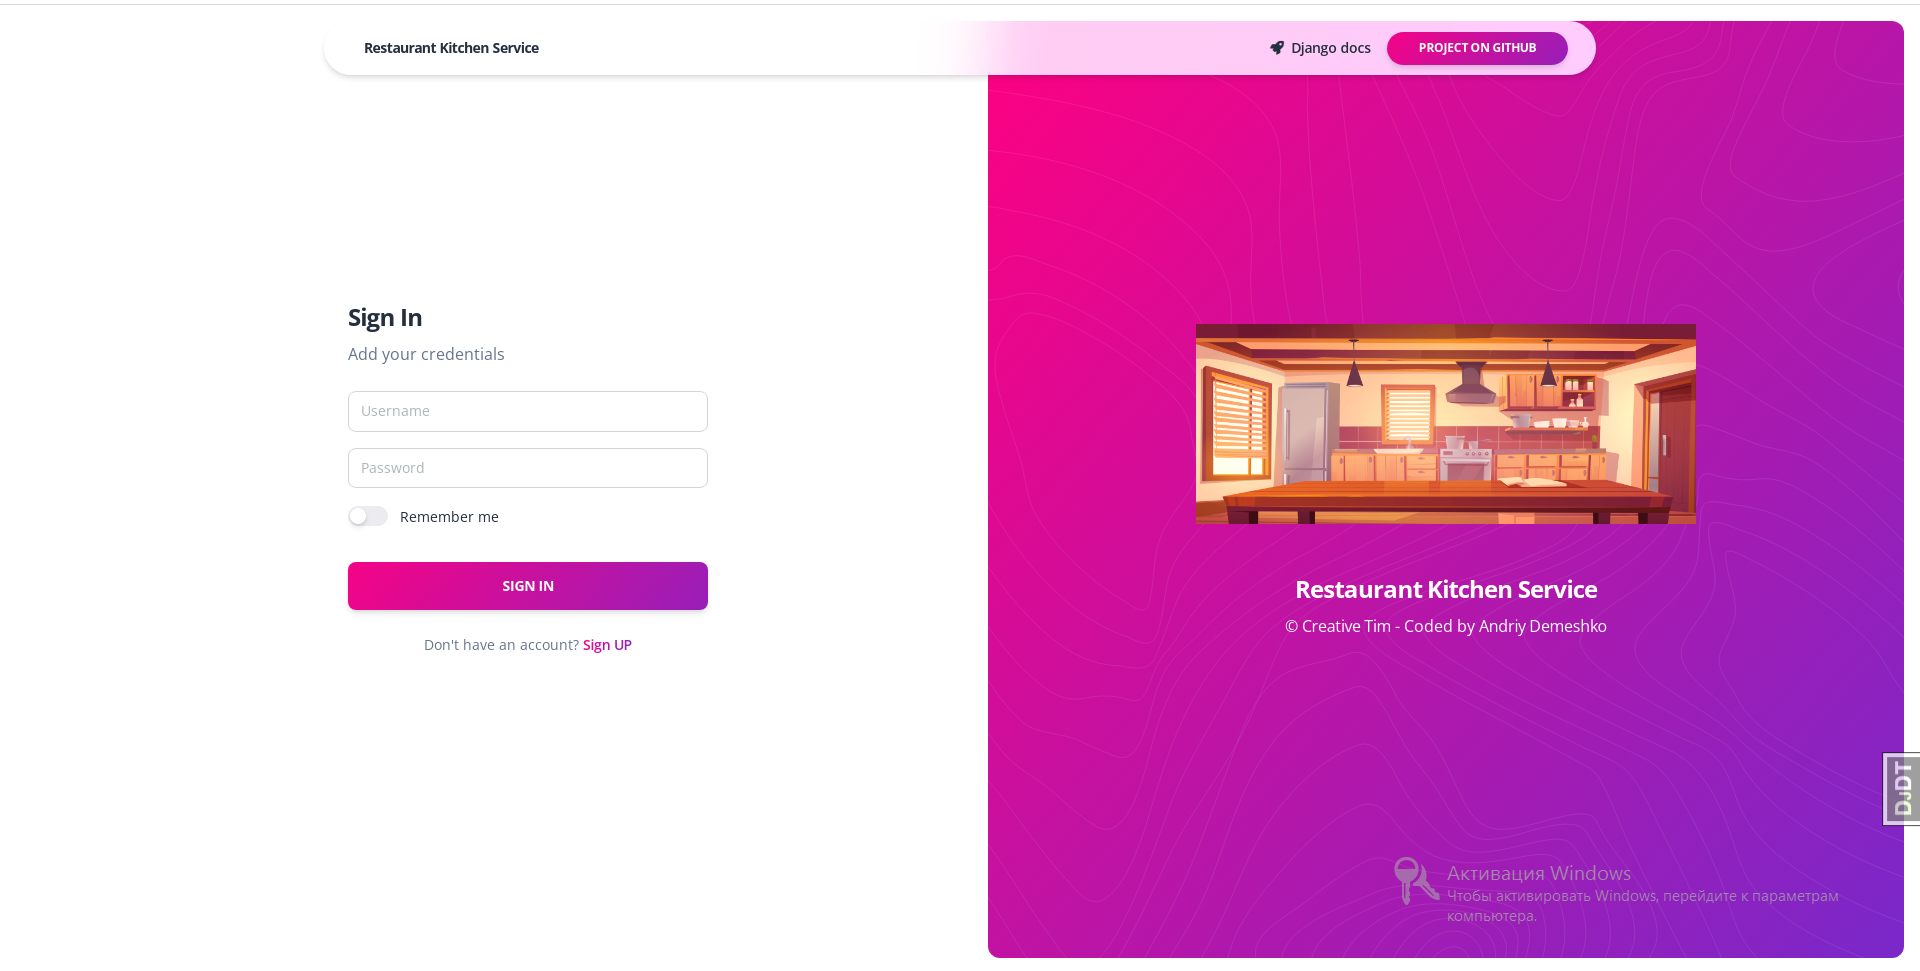 Restaurant Kitchen Service
Django docs
PROJECT ON GITHUB
Sign In
Add your credentials
Username
Password
Remember me
SIGN IN
Don't have an account? Sign UP
Restaurant Kitchen Service
© Creative Tim - Coded by Andriy Demeshko
DjDT
Активация Windows
Чтобы активировать Windows, перейдите к параметрам
компьютера.